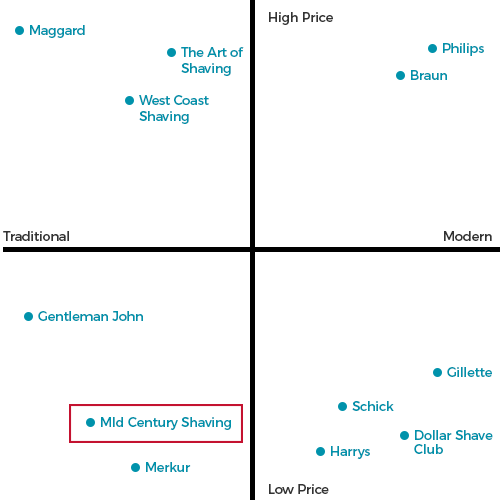 High Price
Maggard
Philips
The Art of
Shaving
Braun
West Coast
Shaving
Traditional
Modern
Gentleman John
Gillette
Schick
MId Century Shaving
Dollar Shave
Club
Harrys
Merkur
Low Price